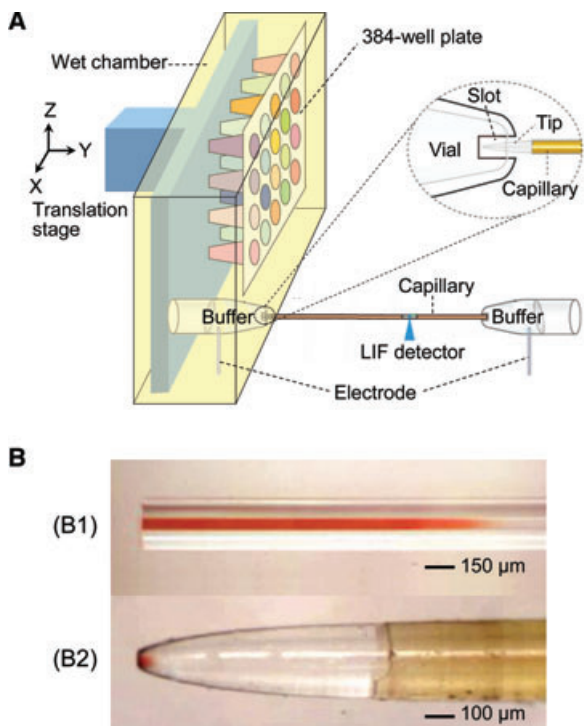 A
384-well plate
Wet chamber
Slot
Tip
Vial
Z
Y
X
Capillary
Translation
stage
Capillary
Buffer
Buffer
LIF detector
Electrode
B
(B1)
150 µm
(B2)
100 µm